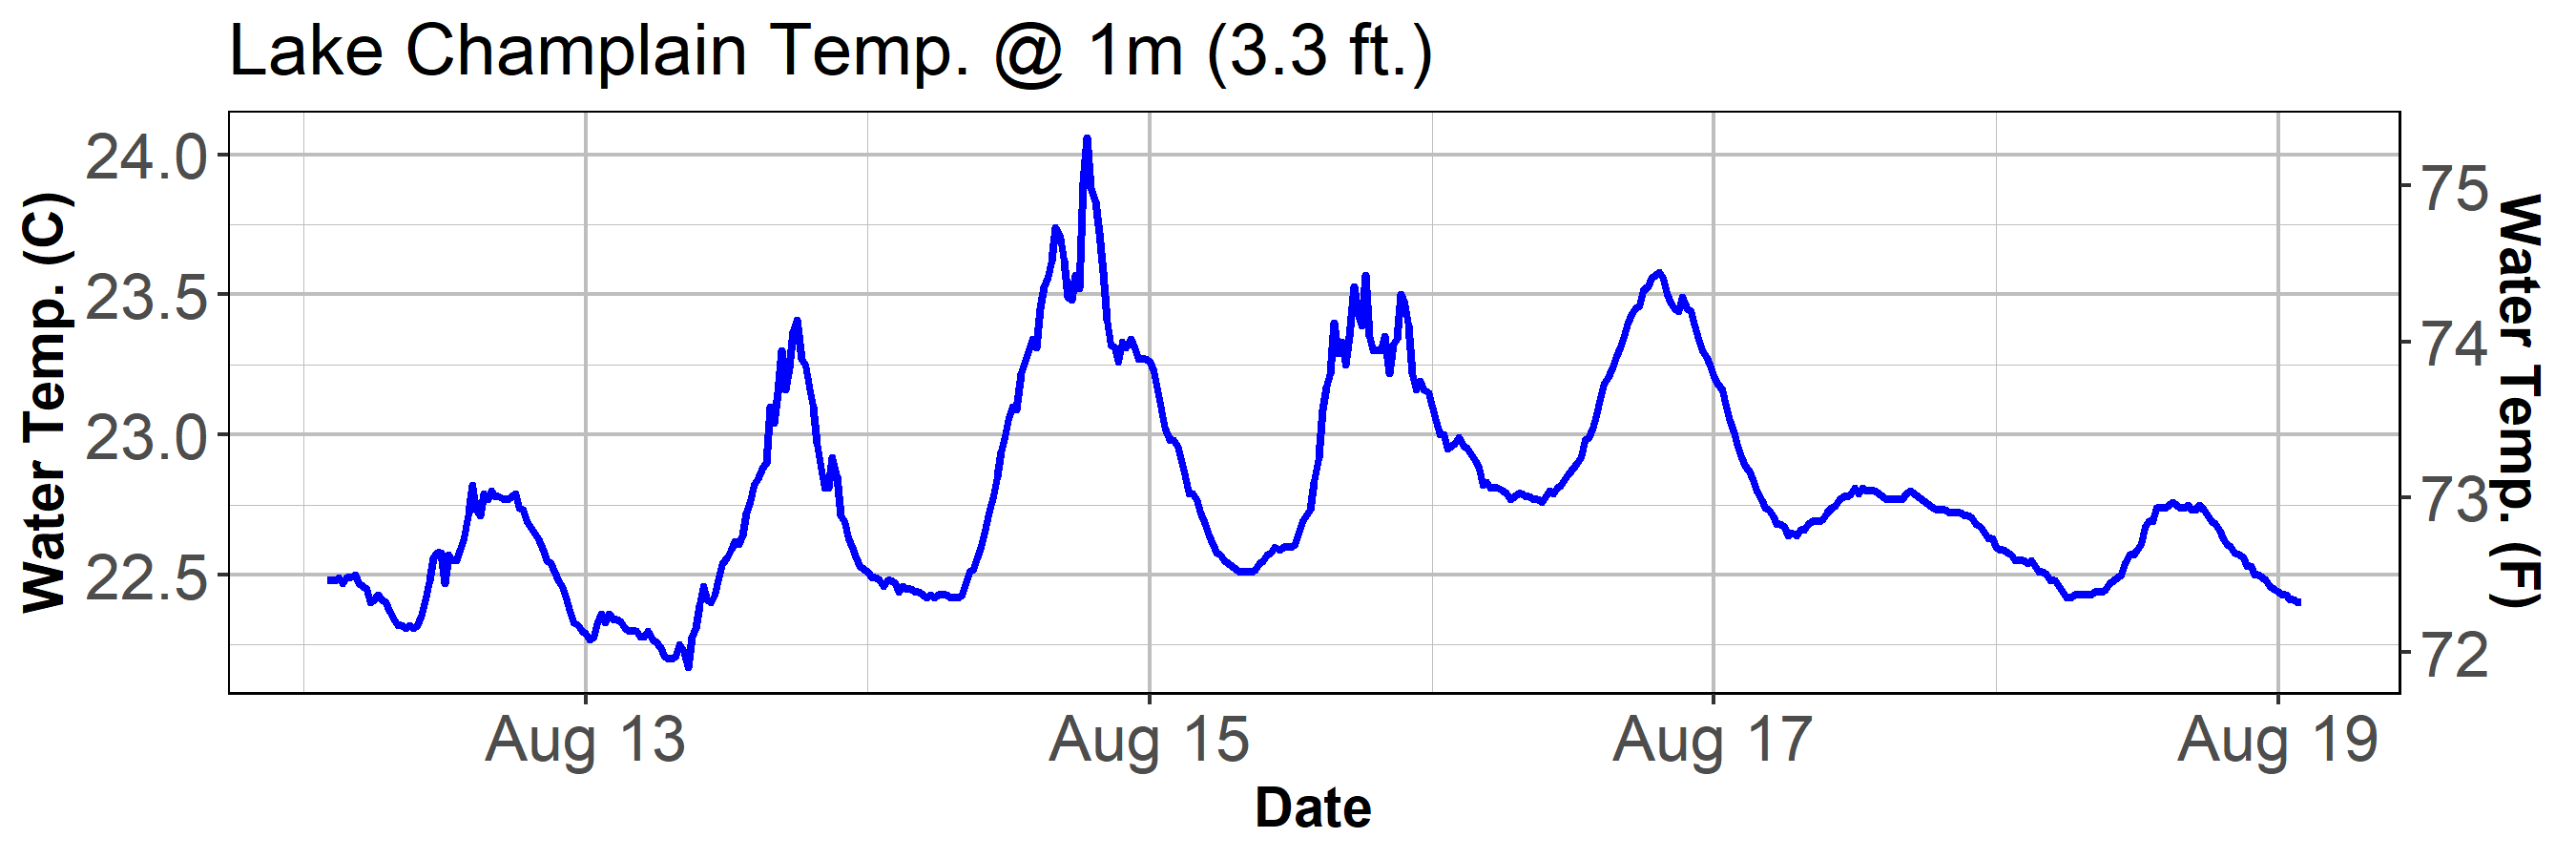 Lake Champlain Temp. @ 1m (3.3 ft.)
Water Temp. (C)
24.0
23.5
23.0
22.5
75
74
73
72
Water Temp. (F)
Aug 13
Aug 15
Aug 17
Aug 19
Date